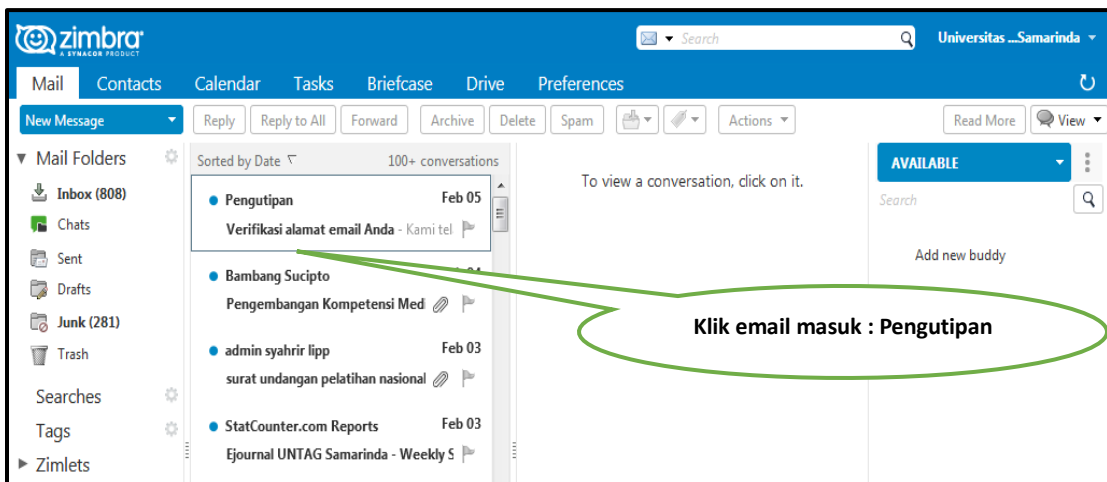 zimbra
A SYNACOR PRODUCT
Search
Universitas ...Samarinda
Mail Contacts Calendar Tasks Briefcase Drive Preferences
New Message Reply Reply to All Forward Archive Delete Spam Actions Read More View
Mail Folders
Inbox (808)
Chats
Sent
Drafts
Junk (281)
Trash
Searches
Tags
Zimlets
Sorted by Date 100+ conversations
Pengutipan Feb 05
Verifikasi alamat email Anda - Kami tel
Bambang Sucipto
Pengembangan Kompetensi Med
admin syahrir lipp Feb 03
surat undangan pelatihan nasional
StatCounter.com Reports Feb 03
Ejournal UNTAG Samarinda - Weekly S
To view a conversation, click on it.
Klik email masuk : Pengutipan
AVAILABLE
Search
Add new buddy